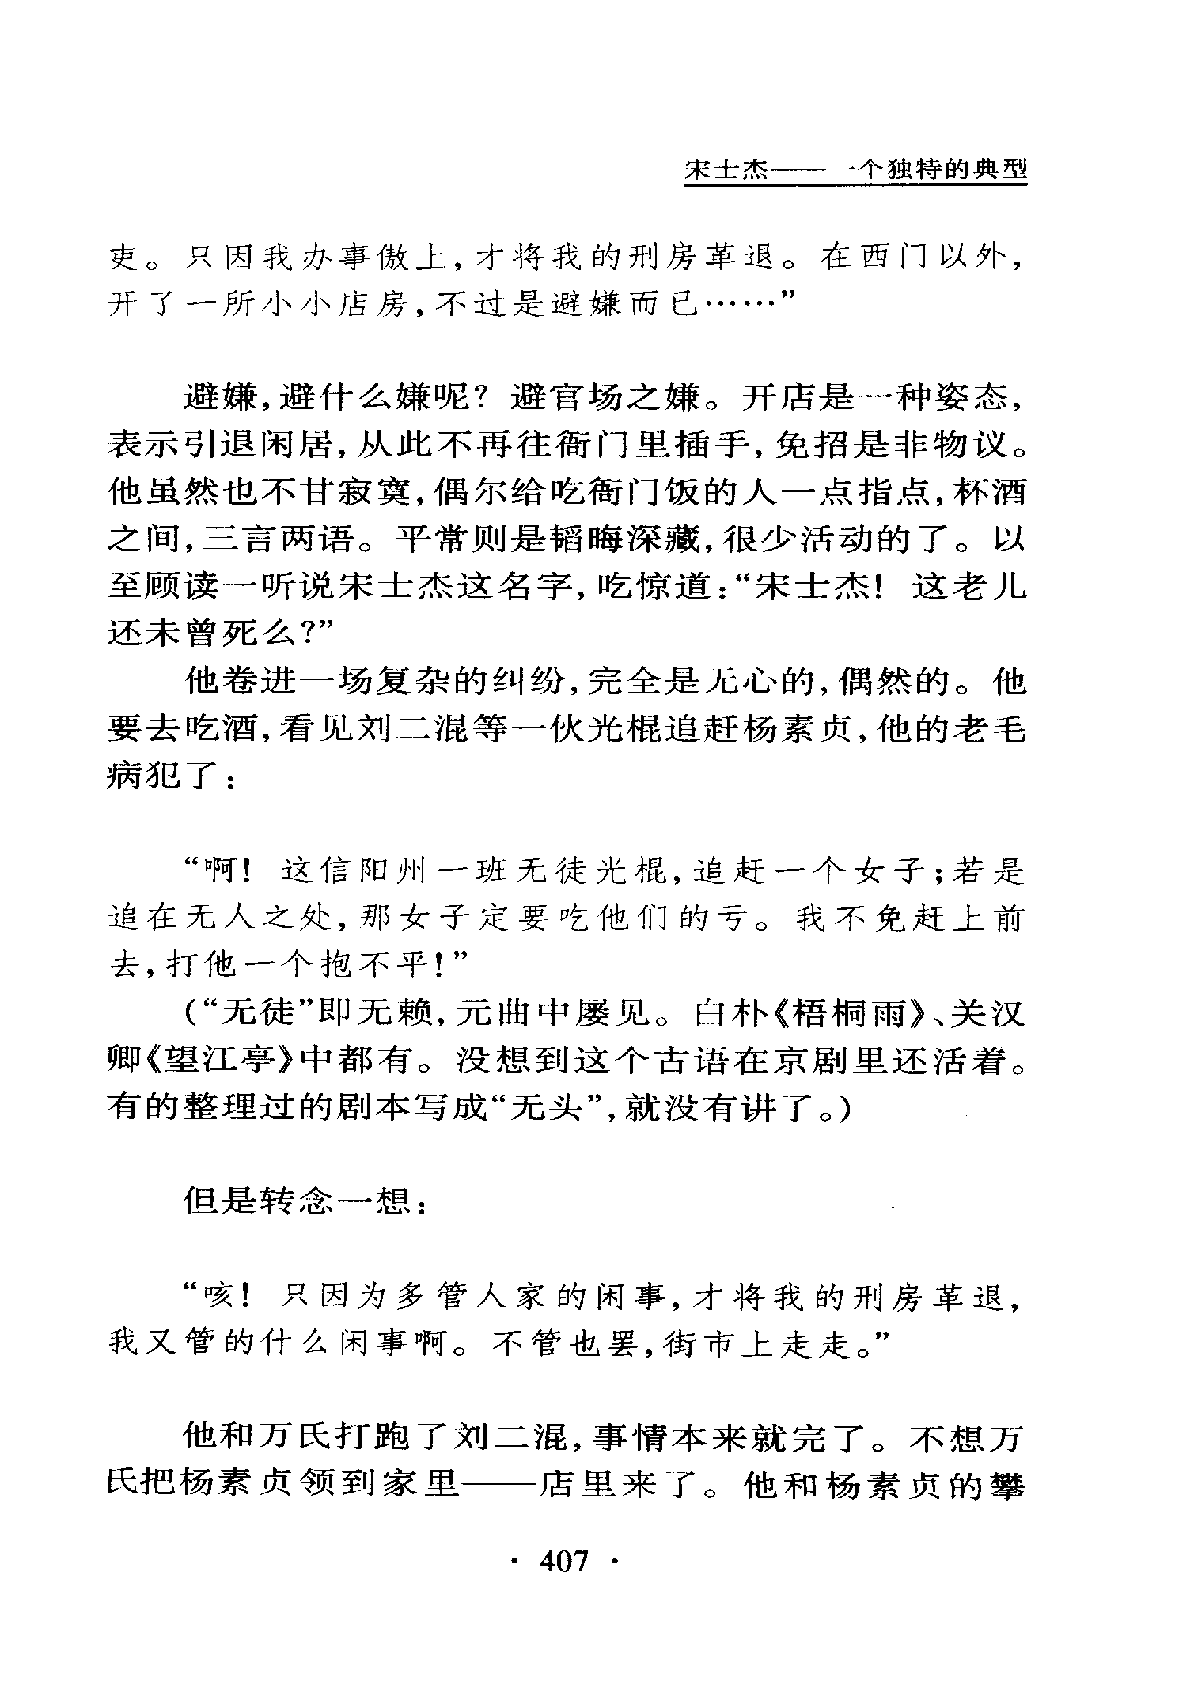 宋士杰——一个独特的典型
吏。只因我办事傲上,才将我的刑房革退。在西门以外,
开了一所小小店房,不过是避嫌而已……”
避嫌,避什么嫌呢? 避官场之嫌。开店是一种姿态,
表示引退闲居,从此不再往衙门里插手,免招是非物议。
他虽然也不甘寂寞,偶尔给吃衙门饭的人一点指点,杯酒
之间,三言两语。平常则是韬晦深藏,很少活动的了。以
至顾读一听说宋士杰这名字,吃惊道:“宋士杰! 这老儿
还未曾死么?”
他卷进一场复杂的纠纷,完全是无心的,偶然的。他
要去吃酒,看见刘二混等一伙光棍追赶杨素贞,他的老毛
病犯了:
“啊! 这信阳州一班无徒光棍,追赶一个女子;若是
追在无人之处,那女子定要吃他们的亏。我不免赶上前
去,打他一个抱不平!”
(“无徒”即无赖,元曲中屡见。白朴《梧桐雨》、关汉
卿《望江亭》中都有。没想到这个古语在京剧里还活着。
有的整理过的剧本写成“无头”,就没有讲了。)
但是转念一想:
“咳! 只因为多管人家的闲事,才将我的刑房革退,
我又管的什么闲事啊。不管也罢,街市上走走。”
他和万氏打跑了刘二混,事情本来就完了。不想万
氏把杨素贞领到家里——店里来了。他和杨素贞的攀
· 407 ·